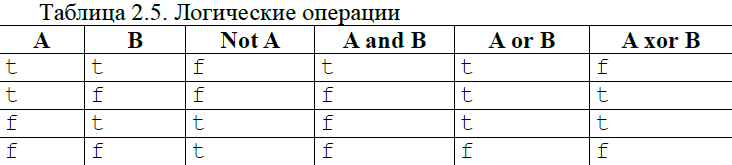 Таблица 2.5. Логические операции
A B Not A A and B A or B A xor B
t t f t t f
t f f f t t
f t t f t t
f f t f f f